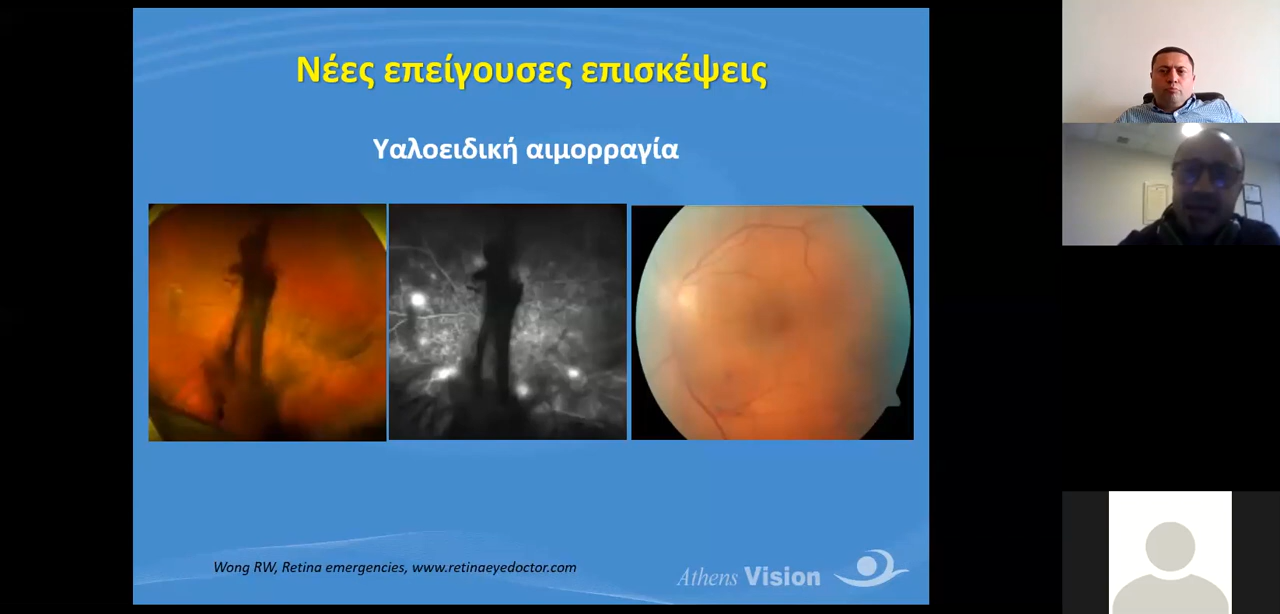 Νέες επείγουσες επισκέψεις
Υαλοειδική αιμορραγία
Wong RW, Retina emergencies, www.retinaeyedoctor.com
Athens Vision